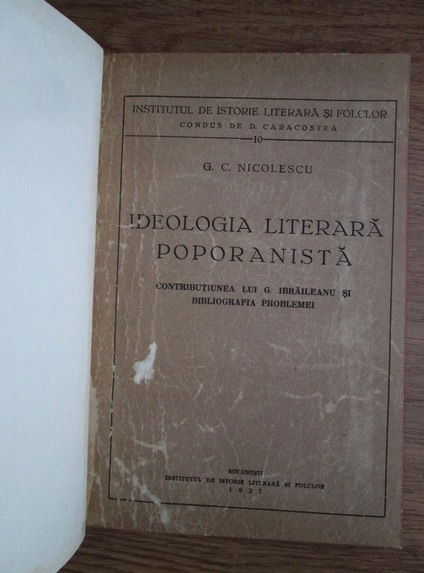 INSTITUTUL DE ISTORIE LITERARĂ ȘI FOLCLOR
CONDUS DE D. CARACOSTEA
10
G. C. NICOLESCU
IDEOLOGIA LITERARĂ
POPORANISTĂ
CONTRIBUȚIUNEA LUI G. IBRĂILEANU ȘI
BIBLIOGRAFIA PROBLEMEI
BUCUREȘTI
INSTITUTUL DE ISTORIE LITERARĂ ȘI FOLCLOR
1937